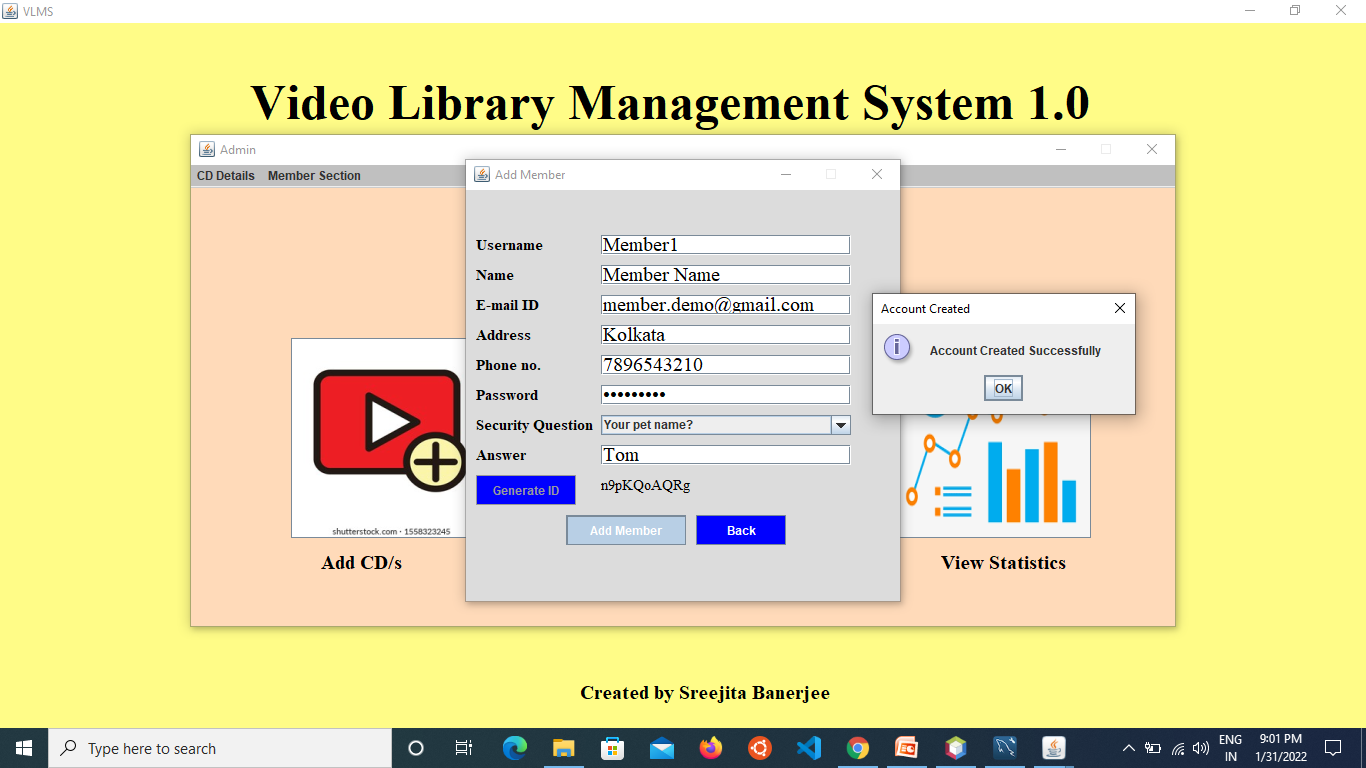 VLMS
Video Library Management System 1.0
Admin
CD Details Member Section
Add Member
Username Member1
Name Member Name
E-mail ID member.demo@gmail.com
Address Kolkata
Phone no. 7896543210
Password •••••••••
Security Question Your pet name?
Answer Tom
Generate ID n9pKQoAQRg
Add Member Back
Account Created
i Account Created Successfully
OK
shutterstock.com • 1558323245
Add CD/s
View Statistics
Created by Sreejita Banerjee
Type here to search
ENG
IN
9:01 PM
1/31/2022